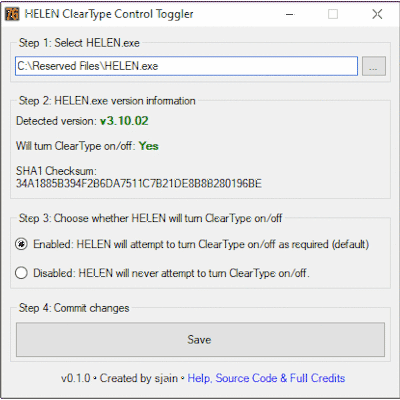 HELEN ClearType Control Toggler
Step 1: Select HELEN.exe
C:\Reserved Files\HELEN.exe
...
Step 2: HELEN.exe version information
Detected version: v3.10.02
Will turn ClearType on/off: Yes
SHA1 Checksum:
34A1885B394F2B6DA7511C7B21DE8B8B280196BE
Step 3: Choose whether HELEN will turn ClearType on/off
Enabled: HELEN will attempt to turn ClearType on/off as required (default)
Disabled: HELEN will never attempt to turn ClearType on/off.
Step 4: Commit changes
Save
v0.1.0 • Created by sjain • Help, Source Code & Full Credits